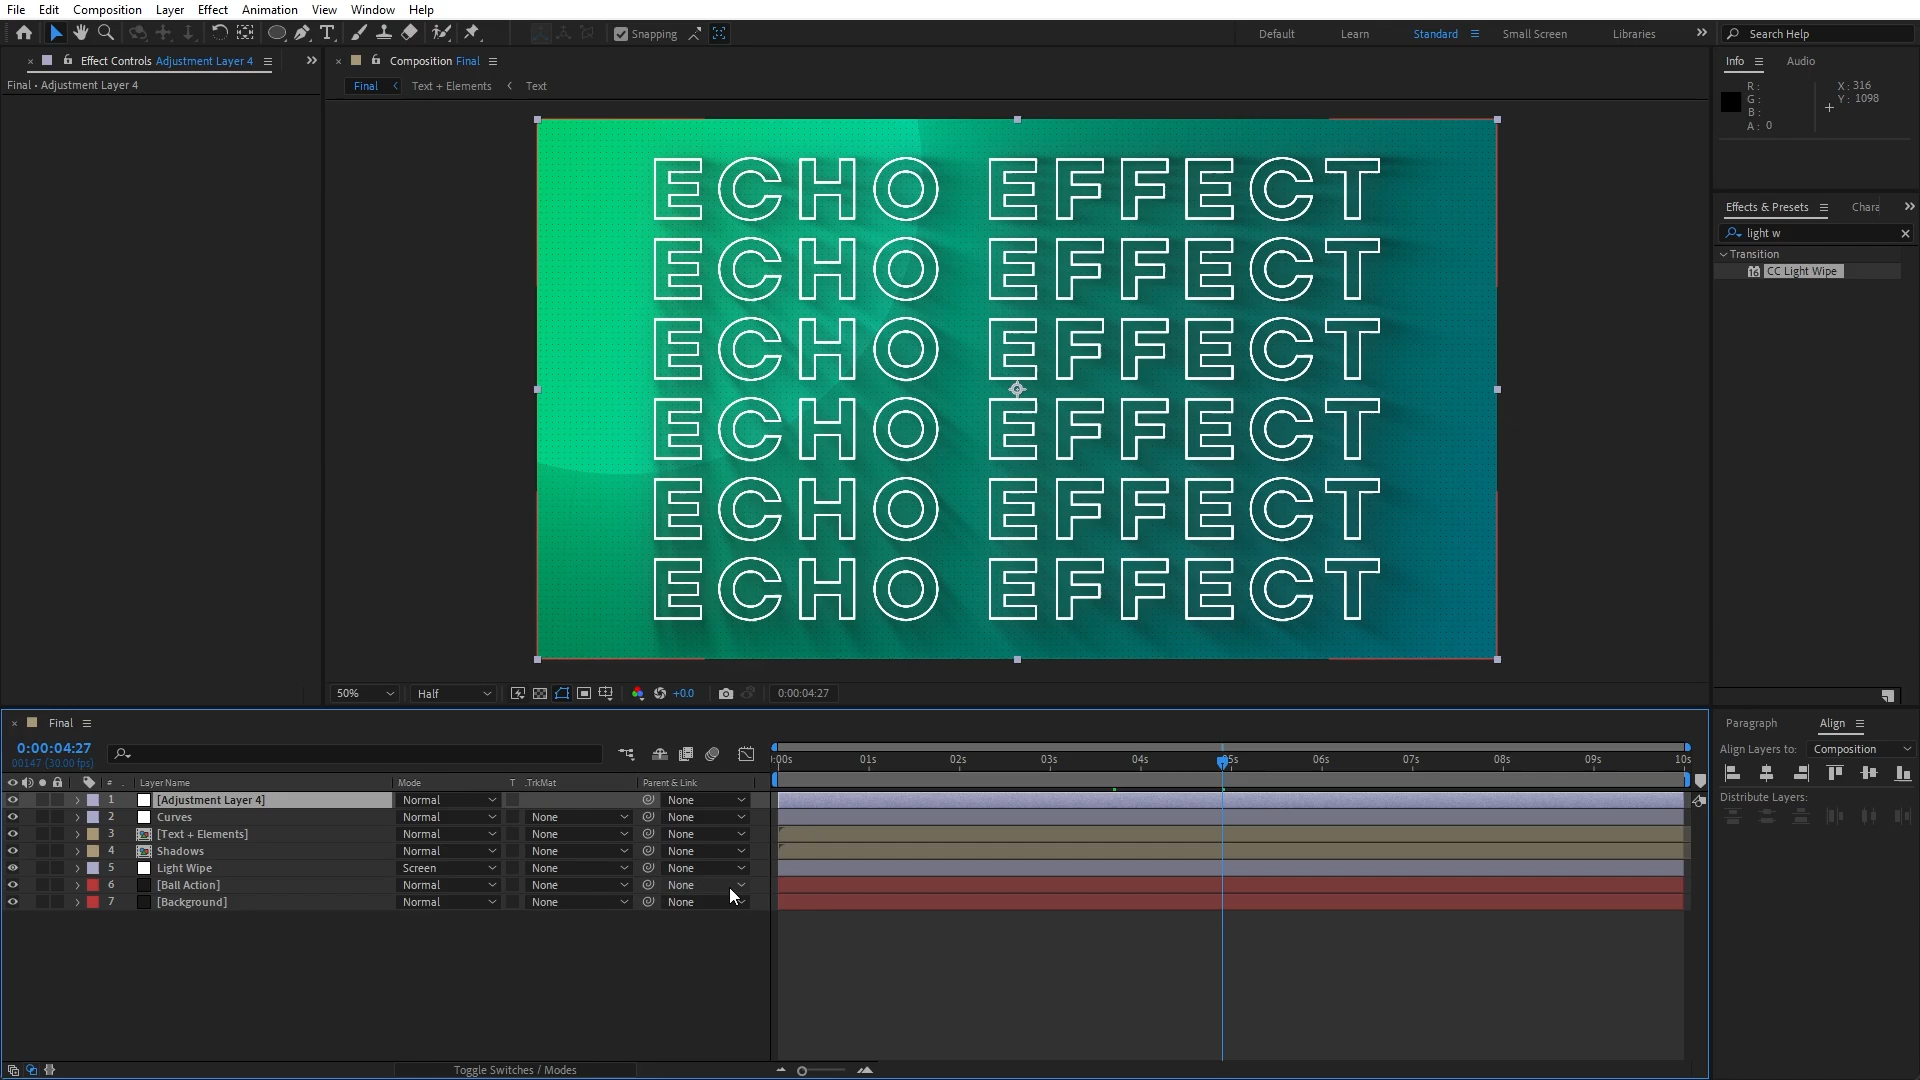 File Edit Composition Layer Effect Animation View Window Help
Snapping
Default Learn Standard Small Screen Libraries
Search Help
Effect Controls Adjustment Layer 4
Final • Adjustment Layer 4
Composition Final
Final Text + Elements Text
ECHO EFFECT
ECHO EFFECT
ECHO EFFECT
ECHO EFFECT
ECHO EFFECT
ECHO EFFECT
50% Half +0.0 0:00:04:27
Info Audio
R: X: 316
G: Y: 1098
B:
A: 0
Effects & Presets Chara
light w
Transition
CC Light Wipe
Final
0:00:04:27
00147 (30.00 fps)
:00s 01s 02s 03s 04s 05s 06s 07s 08s 09s 10s
# Layer Name Mode T .TrkMat Parent & Link
1 [Adjustment Layer 4] Normal None
2 Curves Normal None None
3 [Text + Elements] Normal None None
4 Shadows Normal None None
5 Light Wipe Screen None None
6 [Ball Action] Normal None None
7 [Background] Normal None None
Toggle Switches / Modes
Paragraph Align
Align Layers to: Composition
Distribute Layers: